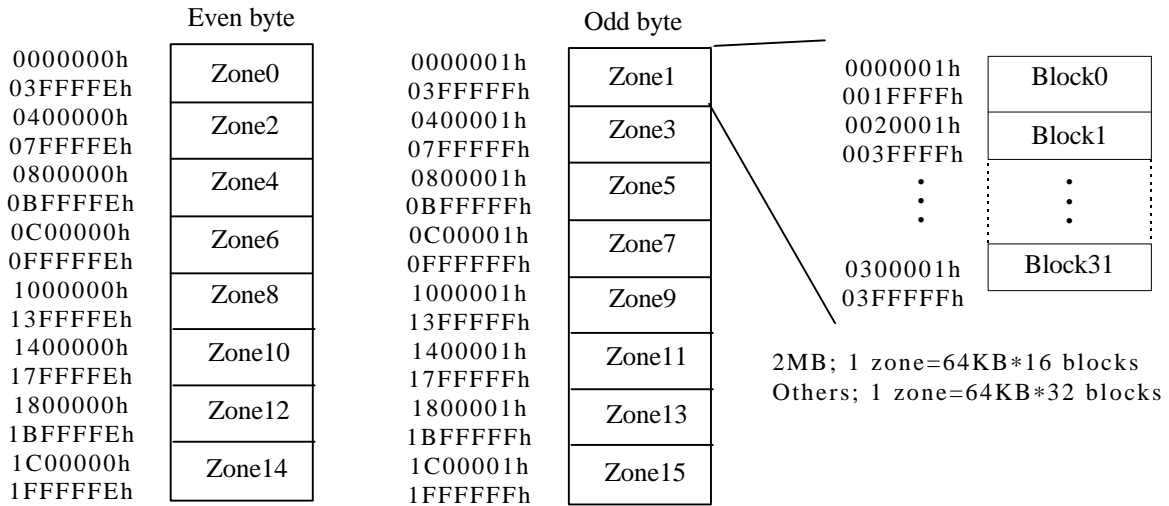 Even byte
0000000h
03FFFFEh
Zone0
0400000h
07FFFFEh
Zone2
0800000h
0BFFFFEh
Zone4
0C00000h
0FFFFFEh
Zone6
1000000h
13FFFFEh
Zone8
1400000h
17FFFFEh
Zone10
1800000h
1BFFFFEh
Zone12
1C00000h
1FFFFFEh
Zone14
Odd byte
0000001h
03FFFFFh
Zone1
0400001h
07FFFFFh
Zone3
0800001h
0BFFFFFh
Zone5
0C00001h
0FFFFFFh
Zone7
1000001h
13FFFFFh
Zone9
1400001h
17FFFFFh
Zone11
1800001h
1BFFFFFh
Zone13
1C00001h
1FFFFFFh
Zone15
0000001h
001FFFFh
Block0
0020001h
003FFFFh
Block1
0300001h
03FFFFFh
Block31
2MB; 1 zone=64KB*16 blocks
Others; 1 zone=64KB*32 blocks